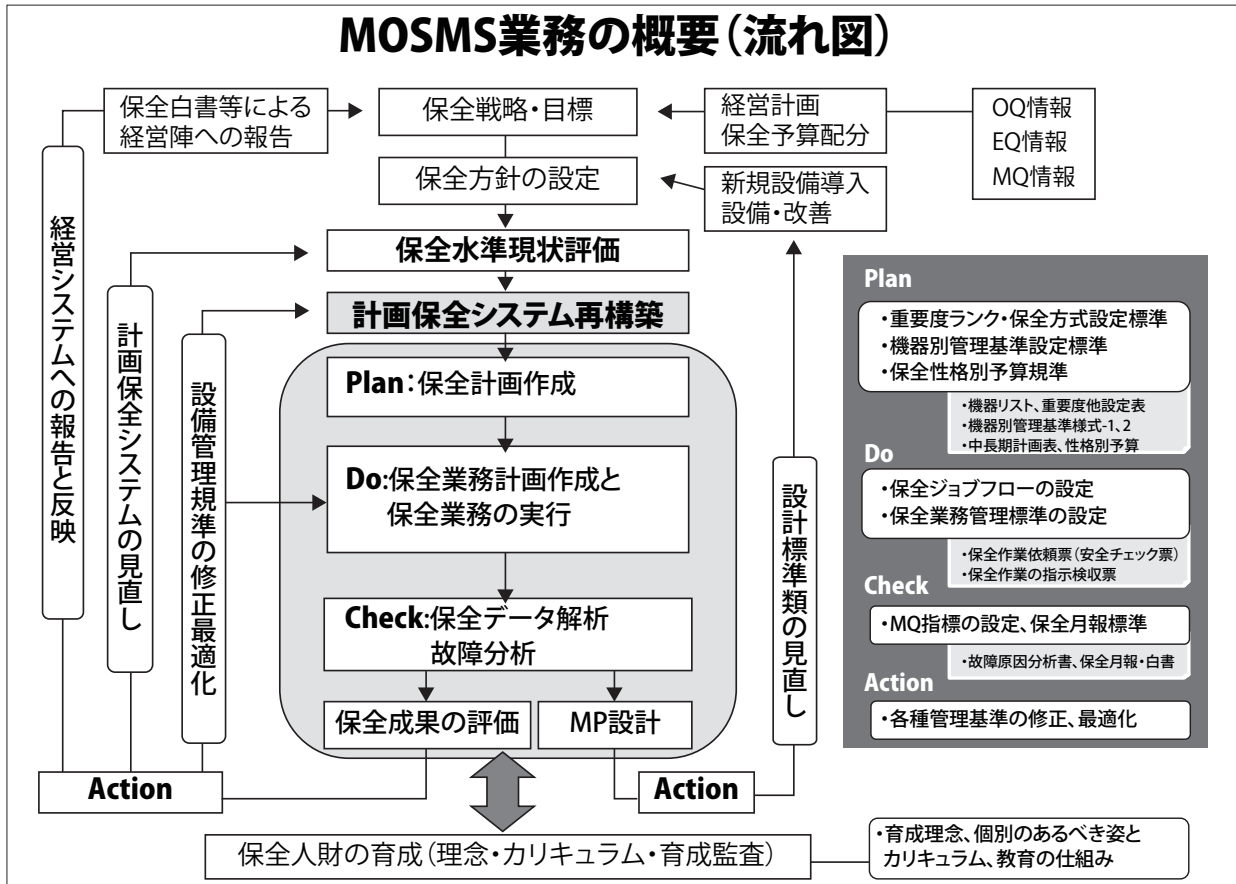 MOSMS業務の概要（流れ図）
保全白書等による
経営陣への報告
保全戦略・目標
経営計画
保全予算配分
OQ情報
EQ情報
MQ情報
保全方針の設定
新規設備導入
設備・改善
保全水準現状評価
計画保全システム再構築
経営システムへの報告と反映
計画保全システムの見直し
設備管理規準の修正最適化
Plan：保全計画作成
Do:保全業務計画作成と
保全業務の実行
Check:保全データ解析
故障分析
保全成果の評価
MP設計
設計標準類の見直し
Action
Action
保全人財の育成（理念・カリキュラム・育成監査）
Plan
・重要度ランク・保全方式設定標準
・機器別管理基準設定標準
・保全性格別予算規準
・機器リスト、重要度他設定表
・機器別管理基準様式-1、2
・中長期計画表、性格別予算
Do
・保全ジョブフローの設定
・保全業務管理標準の設定
・保全作業依頼票（安全チェック票）
・保全作業の指示検収票
Check
・MQ指標の設定、保全月報標準
・故障原因分析書、保全月報・白書
Action
・各種管理基準の修正、最適化
・育成理念、個別のあるべき姿と
カリキュラム、教育の仕組み